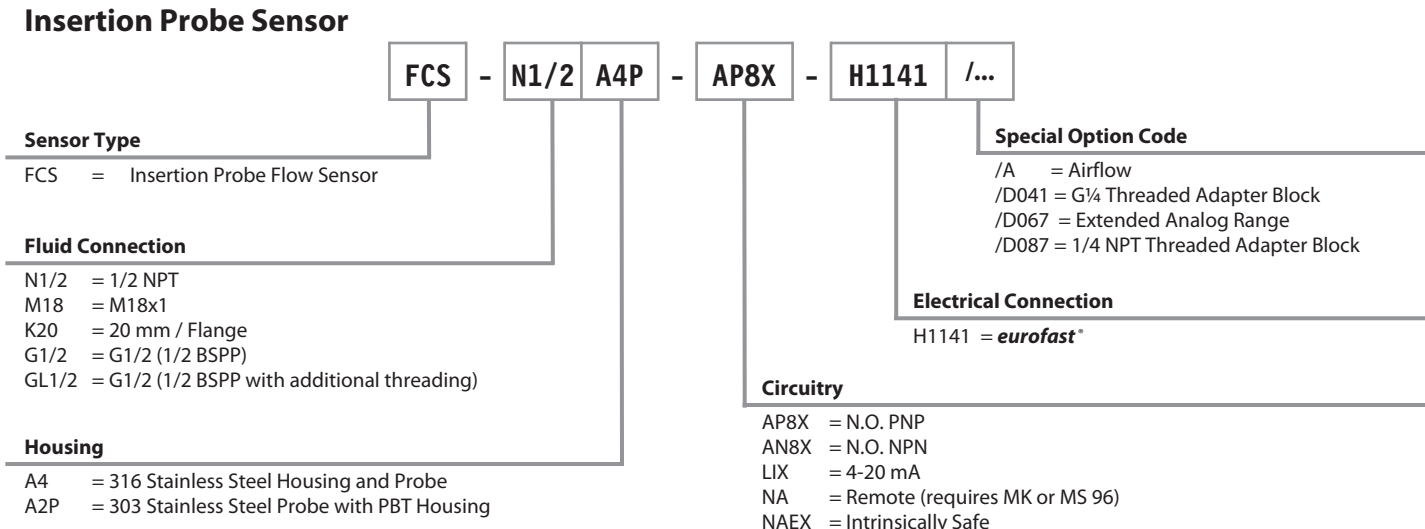 Insertion Probe Sensor
FCS - N1/2 A4P - AP8X - H1141 /...
Sensor Type
FCS = Insertion Probe Flow Sensor
Fluid Connection
N1/2 = 1/2 NPT
M18 = M18x1
K20 = 20 mm / Flange
G1/2 = G1/2 (1/2 BSPP)
GL1/2 = G1/2 (1/2 BSPP with additional threading)
Housing
A4 = 316 Stainless Steel Housing and Probe
A2P = 303 Stainless Steel Probe with PBT Housing
Special Option Code
/A = Airflow
/D041 = G¼ Threaded Adapter Block
/D067 = Extended Analog Range
/D087 = 1/4 NPT Threaded Adapter Block
Electrical Connection
H1141 = eurofast®
Circuitry
AP8X = N.O. PNP
AN8X = N.O. NPN
LIX = 4-20 mA
NA = Remote (requires MK or MS 96)
NAEX = Intrinsically Safe